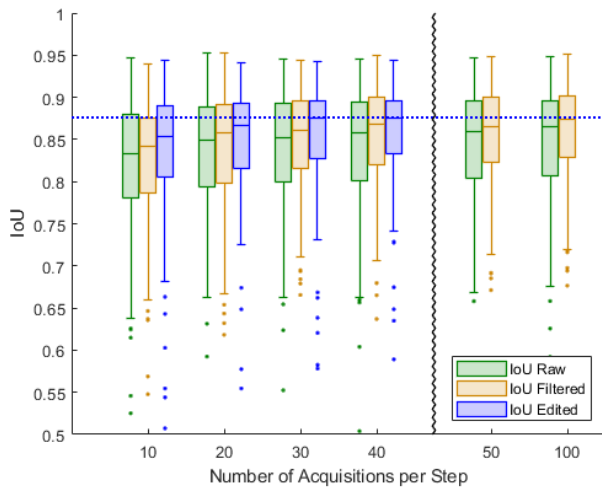 1
0.95
0.9
0.85
0.8
0.75
0.7
0.65
0.6
0.55
0.5
IoU
10 20 30 40 50 100
Number of Acquisitions per Step
IoU Raw
IoU Filtered
IoU Edited